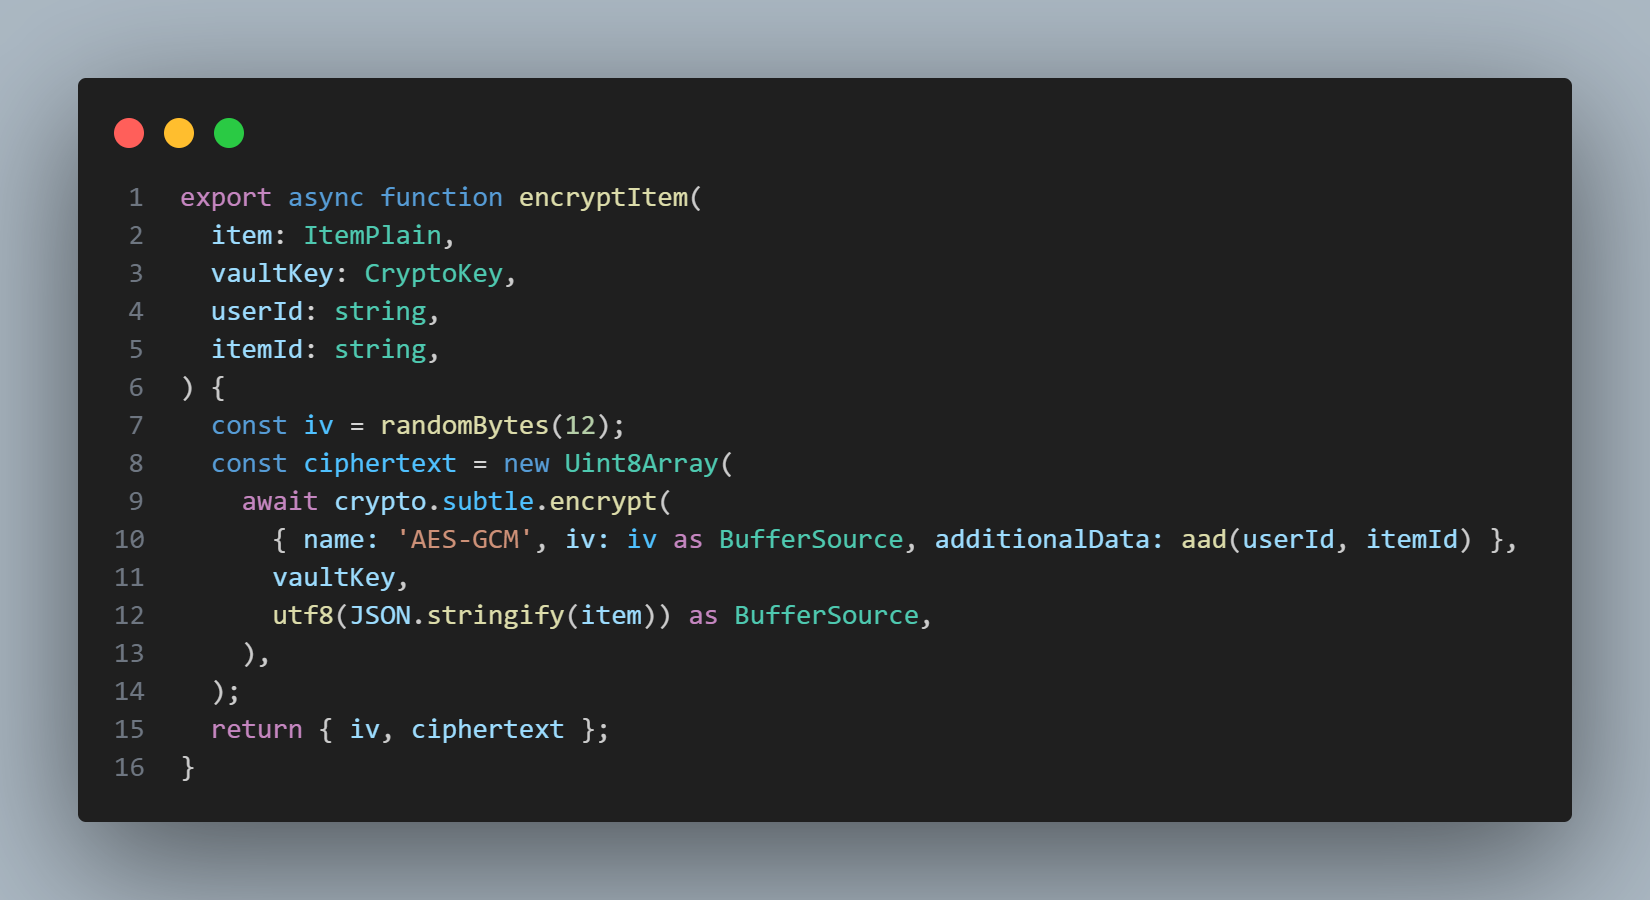 1 export async function encryptItem(
2   item: ItemPlain,
3   vaultKey: CryptoKey,
4   userId: string,
5   itemId: string,
6 ) {
7   const iv = randomBytes(12);
8   const ciphertext = new Uint8Array(
9     await crypto.subtle.encrypt(
10       { name: 'AES-GCM', iv: iv as BufferSource, additionalData: aad(userId, itemId) },
11       vaultKey,
12       utf8(JSON.stringify(item)) as BufferSource,
13     ),
14   );
15   return { iv, ciphertext };
16 }